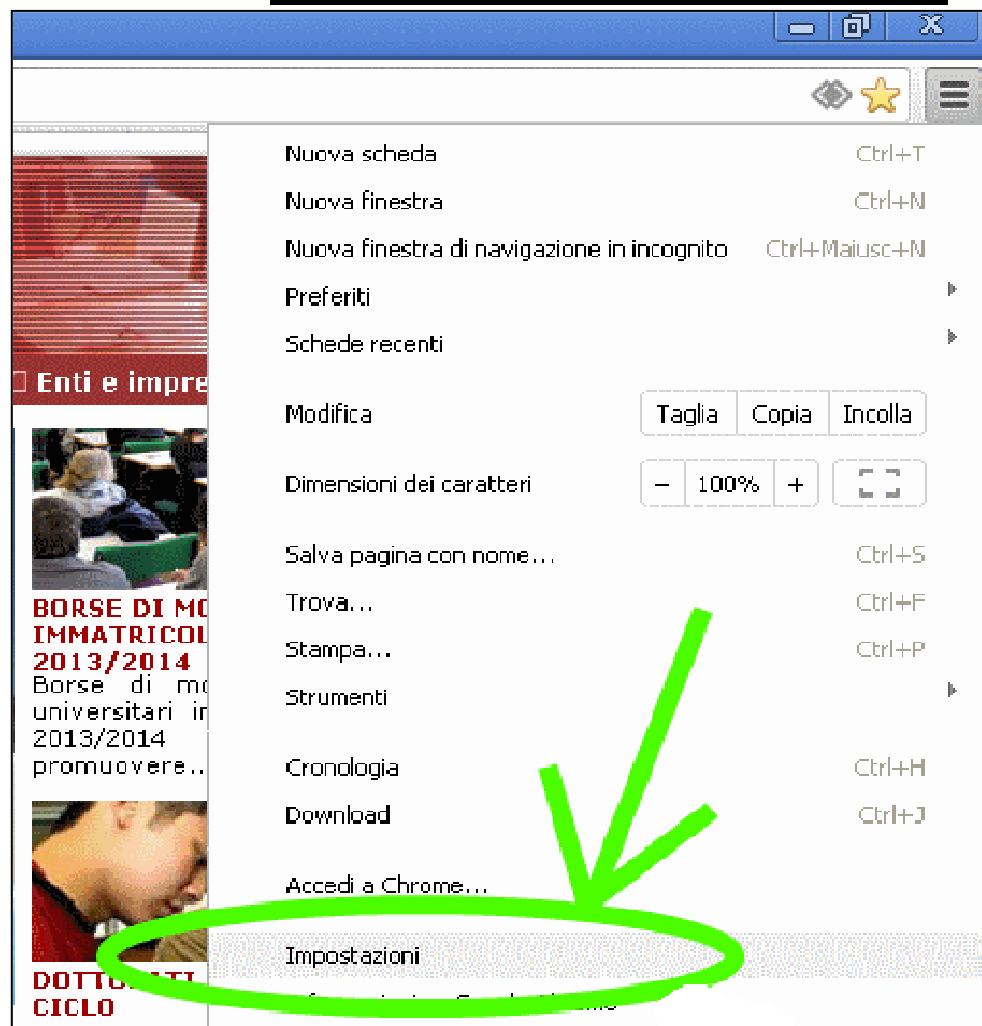 Nuova scheda Ctrl+T
Nuova finestra Ctrl+N
Nuova finestra di navigazione in incognito Ctrl+Maiusc+N
Preferiti
Schede recenti
Modifica Taglia Copia Incolla
Dimensioni dei caratteri − 100% +
Salva pagina con nome... Ctrl+S
Trova... Ctrl+F
Stampa... Ctrl+P
Strumenti
Cronologia Ctrl+H
Download Ctrl+J
Accedi a Chrome...
Impostazioni
Enti e impre
BORSE DI MO
IMMATRICOL
2013/2014
Borse di mo
universitari in
2013/2014
promuovere..
CICLO